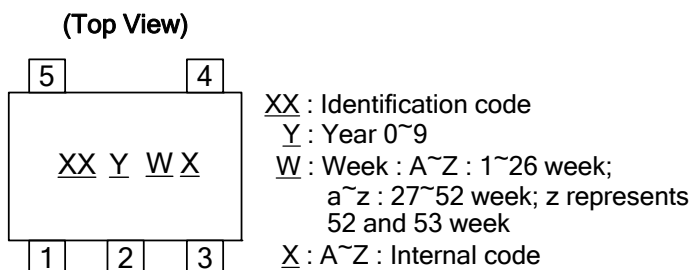 (Top View)
5 4
XX Y W X
1 2 3
XX : Identification code
Y : Year 0~9
W : Week : A~Z : 1~26 week;
a~z : 27~52 week; z represents
52 and 53 week
X : A~Z : Internal code